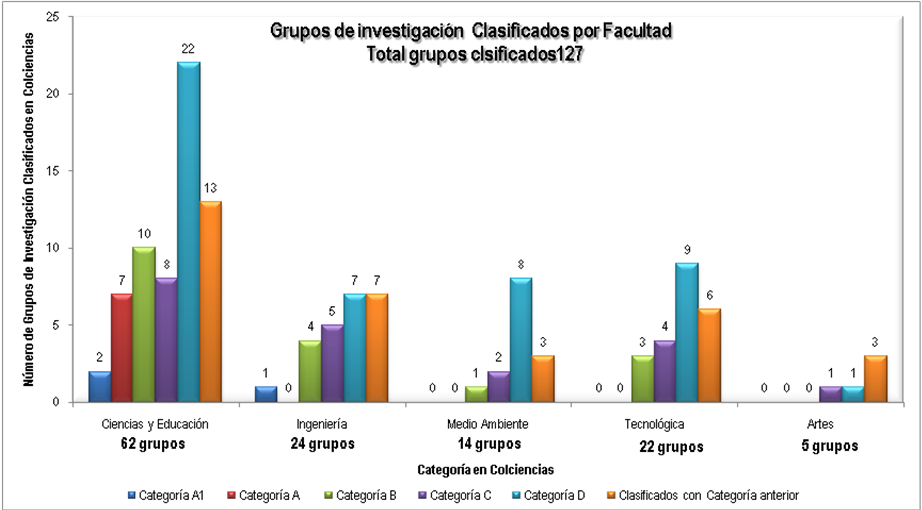 Grupos de investigación Clasificados por Facultad
Total grupos clsificados127
Número de Grupos de Investigación Clasificados en Colciencias
25
20
15
10
5
0
2
7
10
8
22
13
1
0
4
5
7
7
0
0
1
2
8
3
0
0
3
4
9
6
0
0
0
1
1
3
Ciencias y Educación
62 grupos
Ingeniería
24 grupos
Medio Ambiente
14 grupos
Tecnológica
22 grupos
Artes
5 grupos
Categoría en Colciencias
Categoría A1
Categoría A
Categoría B
Categoría C
Categoría D
Clasificados con Categoría anterior